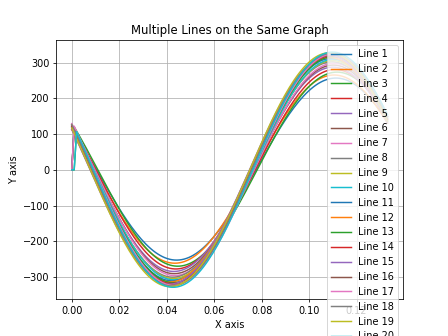 Multiple Lines on the Same Graph
Y axis
300
200
100
0
−100
−200
−300
0.00
0.02
0.04
0.06
0.08
0.10
X axis
Line 1
Line 2
Line 3
Line 4
Line 5
Line 6
Line 7
Line 8
Line 9
Line 10
Line 11
Line 12
Line 13
Line 14
Line 15
Line 16
Line 17
Line 18
Line 19
Line 20